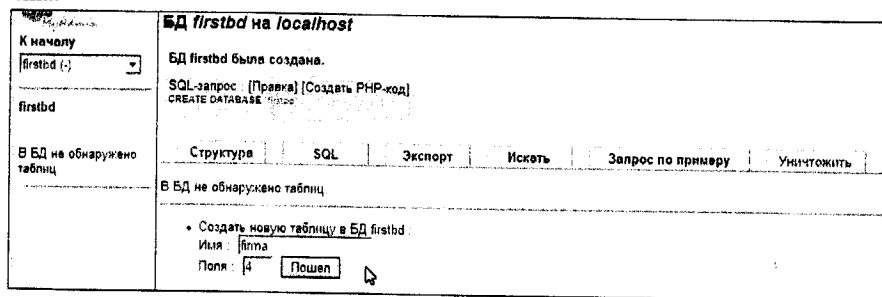 MyAdmin
К началу
firstbd (-)
firstbd
В БД не обнаружено
таблиц
БД firstbd на localhost
БД firstbd была создана.
SQL-запрос : [Правка] [Создать PHP-код]
CREATE DATABASE firstbd
Структура SQL Экспорт Искать Запрос по примеру Уничтожить
В БД не обнаружено таблиц
• Создать новую таблицу в БД firstbd :
Имя : firma
Поля : 4 Пошел